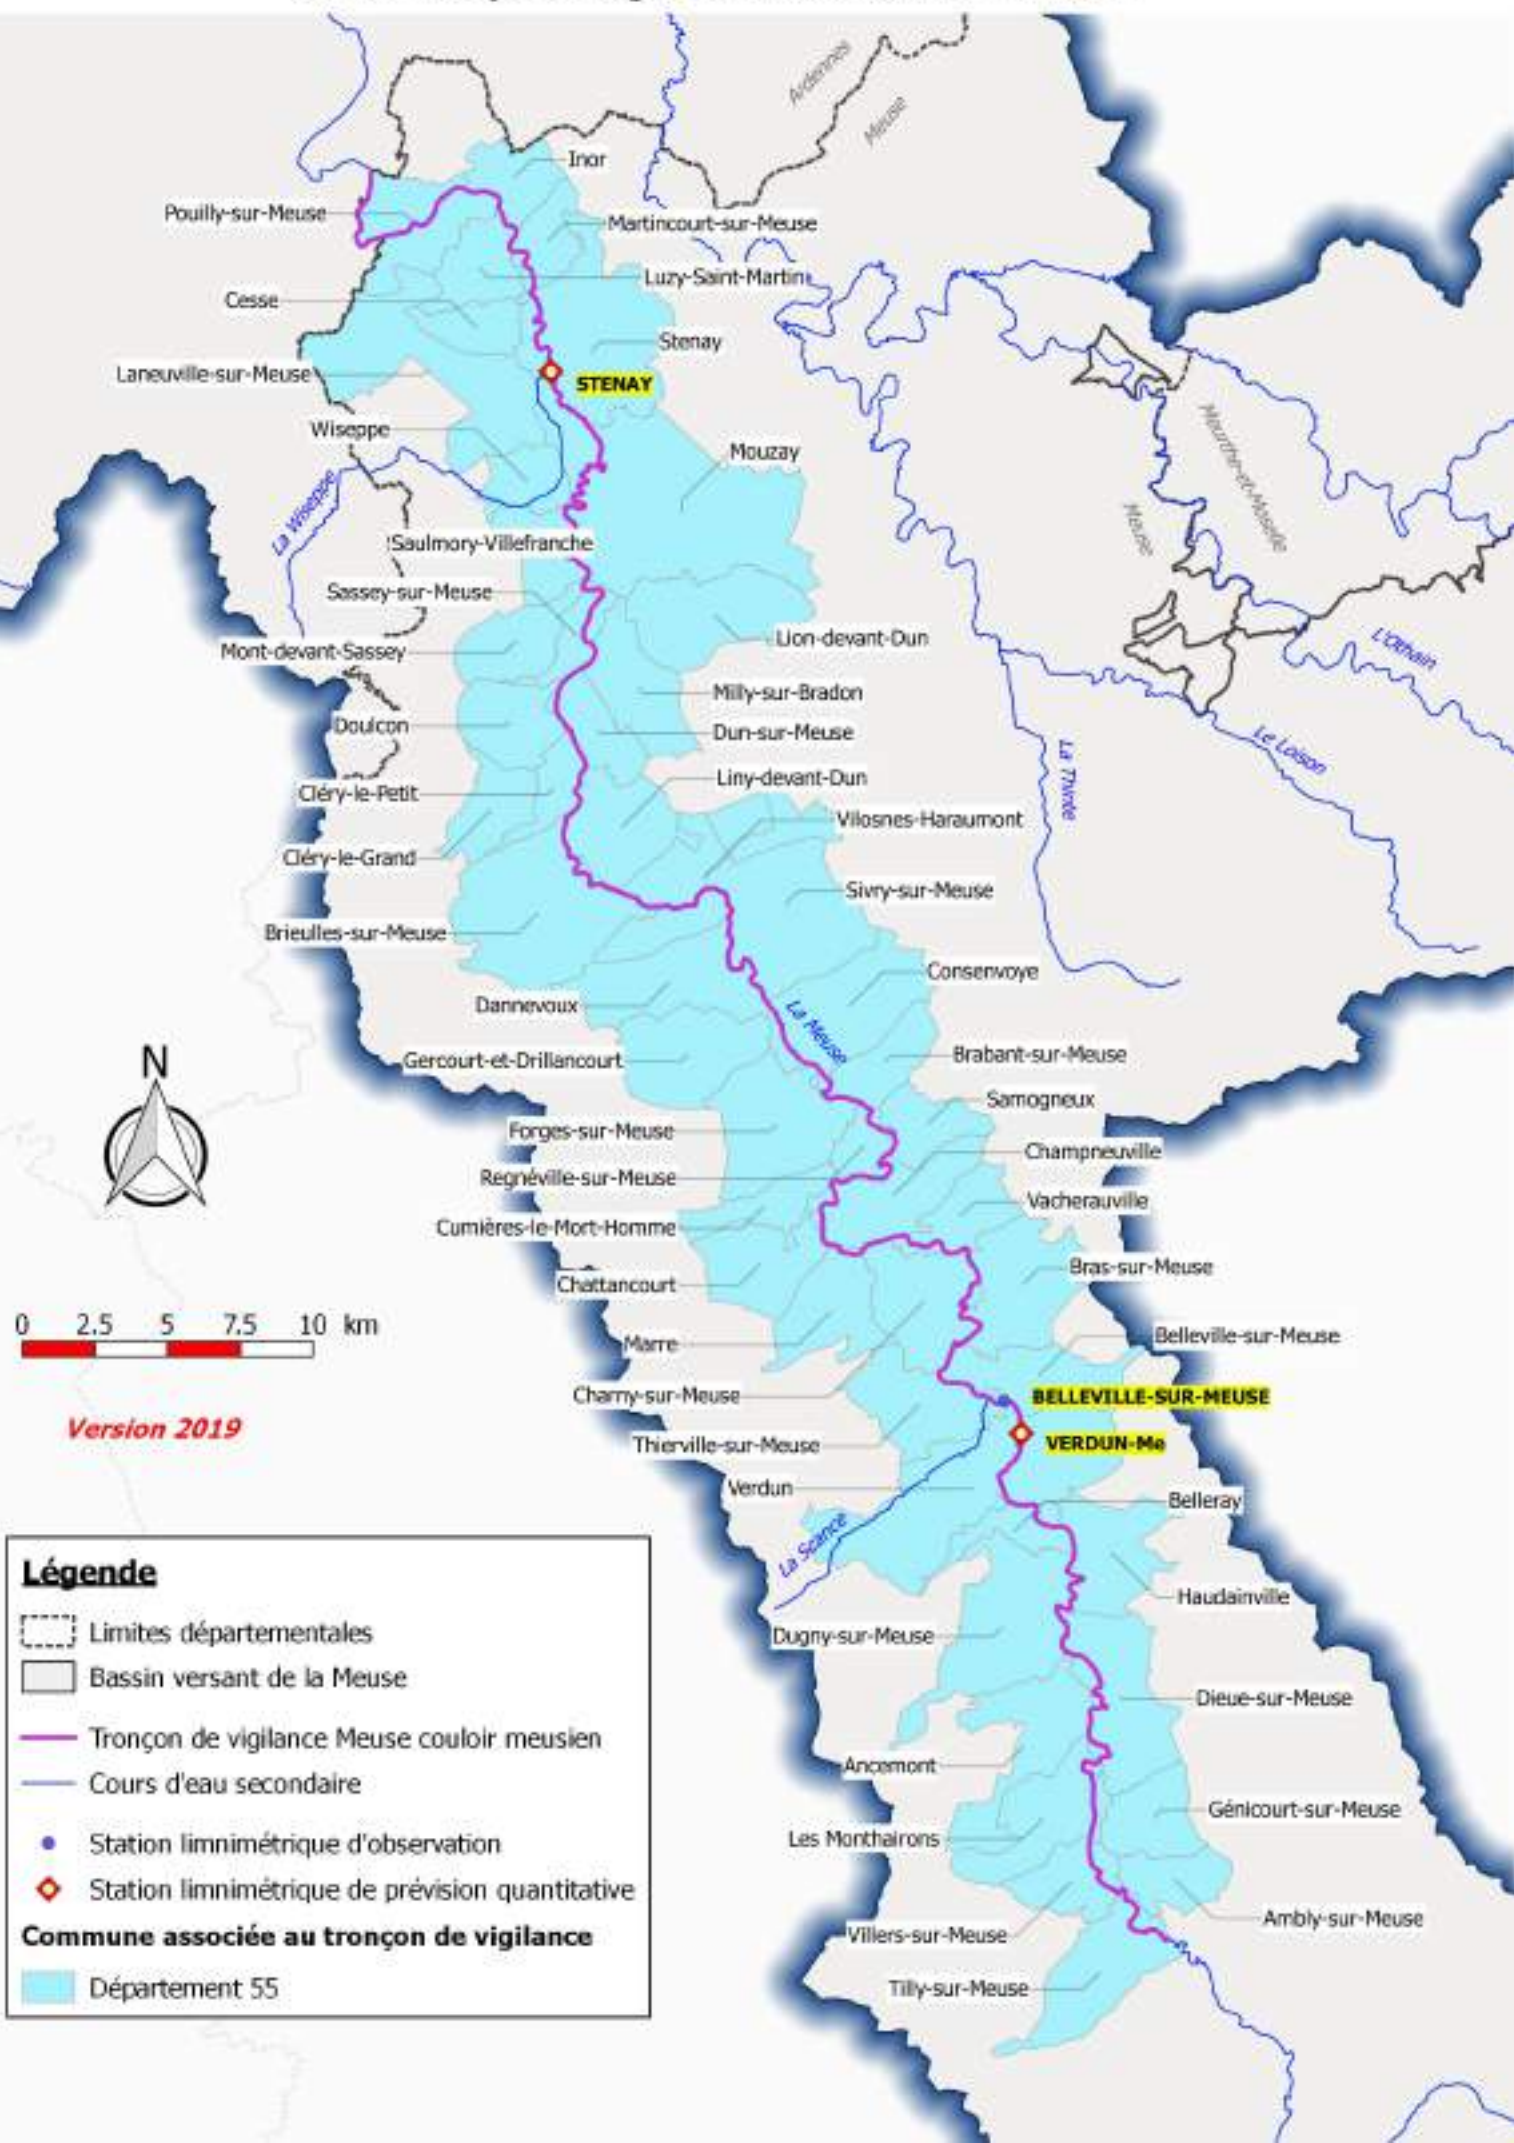 Ardennes
Meuse
Inor
Pouilly-sur-Meuse
Martincourt-sur-Meuse
Luzy-Saint-Martin
Cesse
Stenay
Laneuville-sur-Meuse
STENAY
Wiseppe
Mouzay
Meurthe-et-Moselle
Meuse
La Wiseppe
Saulmory-Villefranche
Sassey-sur-Meuse
Lion-devant-Dun
L'Othain
Mont-devant-Sassey
Milly-sur-Bradon
Doulcon
Dun-sur-Meuse
Le Loison
La Thinte
Liny-devant-Dun
Cléry-le-Petit
Vilosnes-Haraumont
Cléry-le-Grand
Sivry-sur-Meuse
Brieulles-sur-Meuse
Consenvoye
Dannevoux
La Meuse
Gercourt-et-Drillancourt
Brabant-sur-Meuse
N
Samogneux
Forges-sur-Meuse
Champneuville
Regnéville-sur-Meuse
Vacherauville
Cumières-le-Mort-Homme
Bras-sur-Meuse
Chattancourt
0 2.5 5 7.5 10 km
Marre
Belleville-sur-Meuse
Charny-sur-Meuse
BELLEVILLE-SUR-MEUSE
Version 2019
Thierville-sur-Meuse
VERDUN-Me
Verdun
Belleray
La Scance
Haudainville
Dugny-sur-Meuse
Dieue-sur-Meuse
Ancemont
Génicourt-sur-Meuse
Les Monthairons
Ambly-sur-Meuse
Villers-sur-Meuse
Tilly-sur-Meuse
Légende
Limites départementales
Bassin versant de la Meuse
Tronçon de vigilance Meuse couloir meusien
Cours d'eau secondaire
Station limnimétrique d'observation
Station limnimétrique de prévision quantitative
Commune associée au tronçon de vigilance
Département 55